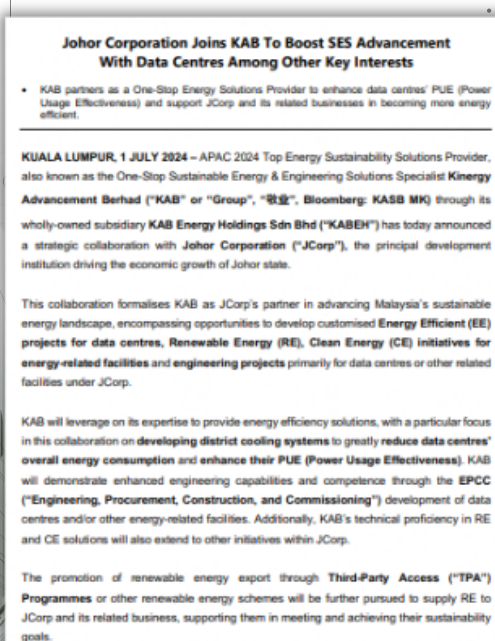 Johor Corporation Joins KAB To Boost SES Advancement
With Data Centres Among Other Key Interests
• KAB partners as a One-Stop Energy Solutions Provider to enhance data centres' PUE (Power
Usage Effectiveness) and support JCorp and its related businesses in becoming more energy
efficient.
KUALA LUMPUR, 1 JULY 2024 – APAC 2024 Top Energy Sustainability Solutions Provider,
also known as the One-Stop Sustainable Energy & Engineering Solutions Specialist Kinergy
Advancement Berhad ("KAB" or "Group", "敬业", Bloomberg: KASB MK) through its
wholly-owned subsidiary KAB Energy Holdings Sdn Bhd ("KABEH") has today announced
a strategic collaboration with Johor Corporation ("JCorp"), the principal development
institution driving the economic growth of Johor state.
This collaboration formalises KAB as JCorp's partner in advancing Malaysia's sustainable
energy landscape, encompassing opportunities to develop customised Energy Efficient (EE)
projects for data centres, Renewable Energy (RE), Clean Energy (CE) initiatives for
energy-related facilities and engineering projects primarily for data centres or other related
facilities under JCorp.
KAB will leverage on its expertise to provide energy efficiency solutions, with a particular focus
in this collaboration on developing district cooling systems to greatly reduce data centres'
overall energy consumption and enhance their PUE (Power Usage Effectiveness). KAB
will demonstrate enhanced engineering capabilities and competence through the EPCC
("Engineering, Procurement, Construction, and Commissioning") development of data
centres and/or other energy-related facilities. Additionally, KAB's technical proficiency in RE
and CE solutions will also extend to other initiatives within JCorp.
The promotion of renewable energy export through Third-Party Access ("TPA")
Programmes or other renewable energy schemes will be further pursued to supply RE to
JCorp and its related business, supporting them in meeting and achieving their sustainability
goals.